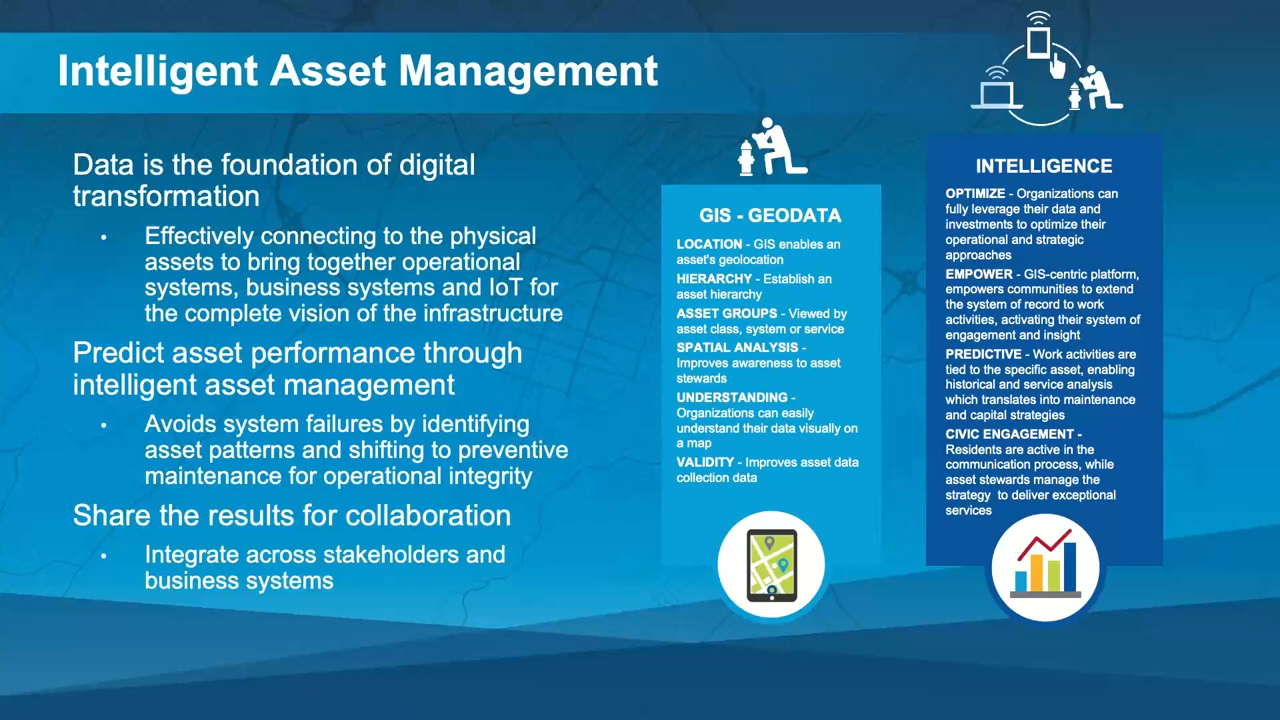 Intelligent Asset Management
Data is the foundation of digital
transformation
• Effectively connecting to the physical
assets to bring together operational
systems, business systems and IoT for
the complete vision of the infrastructure
Predict asset performance through
intelligent asset management
• Avoids system failures by identifying
asset patterns and shifting to preventive
maintenance for operational integrity
Share the results for collaboration
• Integrate across stakeholders and
business systems
GIS - GEODATA
LOCATION - GIS enables an
asset's geolocation
HIERARCHY - Establish an
asset hierarchy
ASSET GROUPS - Viewed by
asset class, system or service
SPATIAL ANALYSIS -
Improves awareness to asset
stewards
UNDERSTANDING -
Organizations can easily
understand their data visually on
a map
VALIDITY - Improves asset data
collection data
INTELLIGENCE
OPTIMIZE - Organizations can
fully leverage their data and
investments to optimize their
operational and strategic
approaches
EMPOWER - GIS-centric platform,
empowers communities to extend
the system of record to work
activities, activating their system of
engagement and insight
PREDICTIVE - Work activities are
tied to the specific asset, enabling
historical and service analysis
which translates into maintenance
and capital strategies
CIVIC ENGAGEMENT -
Residents are active in the
communication process, while
asset stewards manage the
strategy to deliver exceptional
services